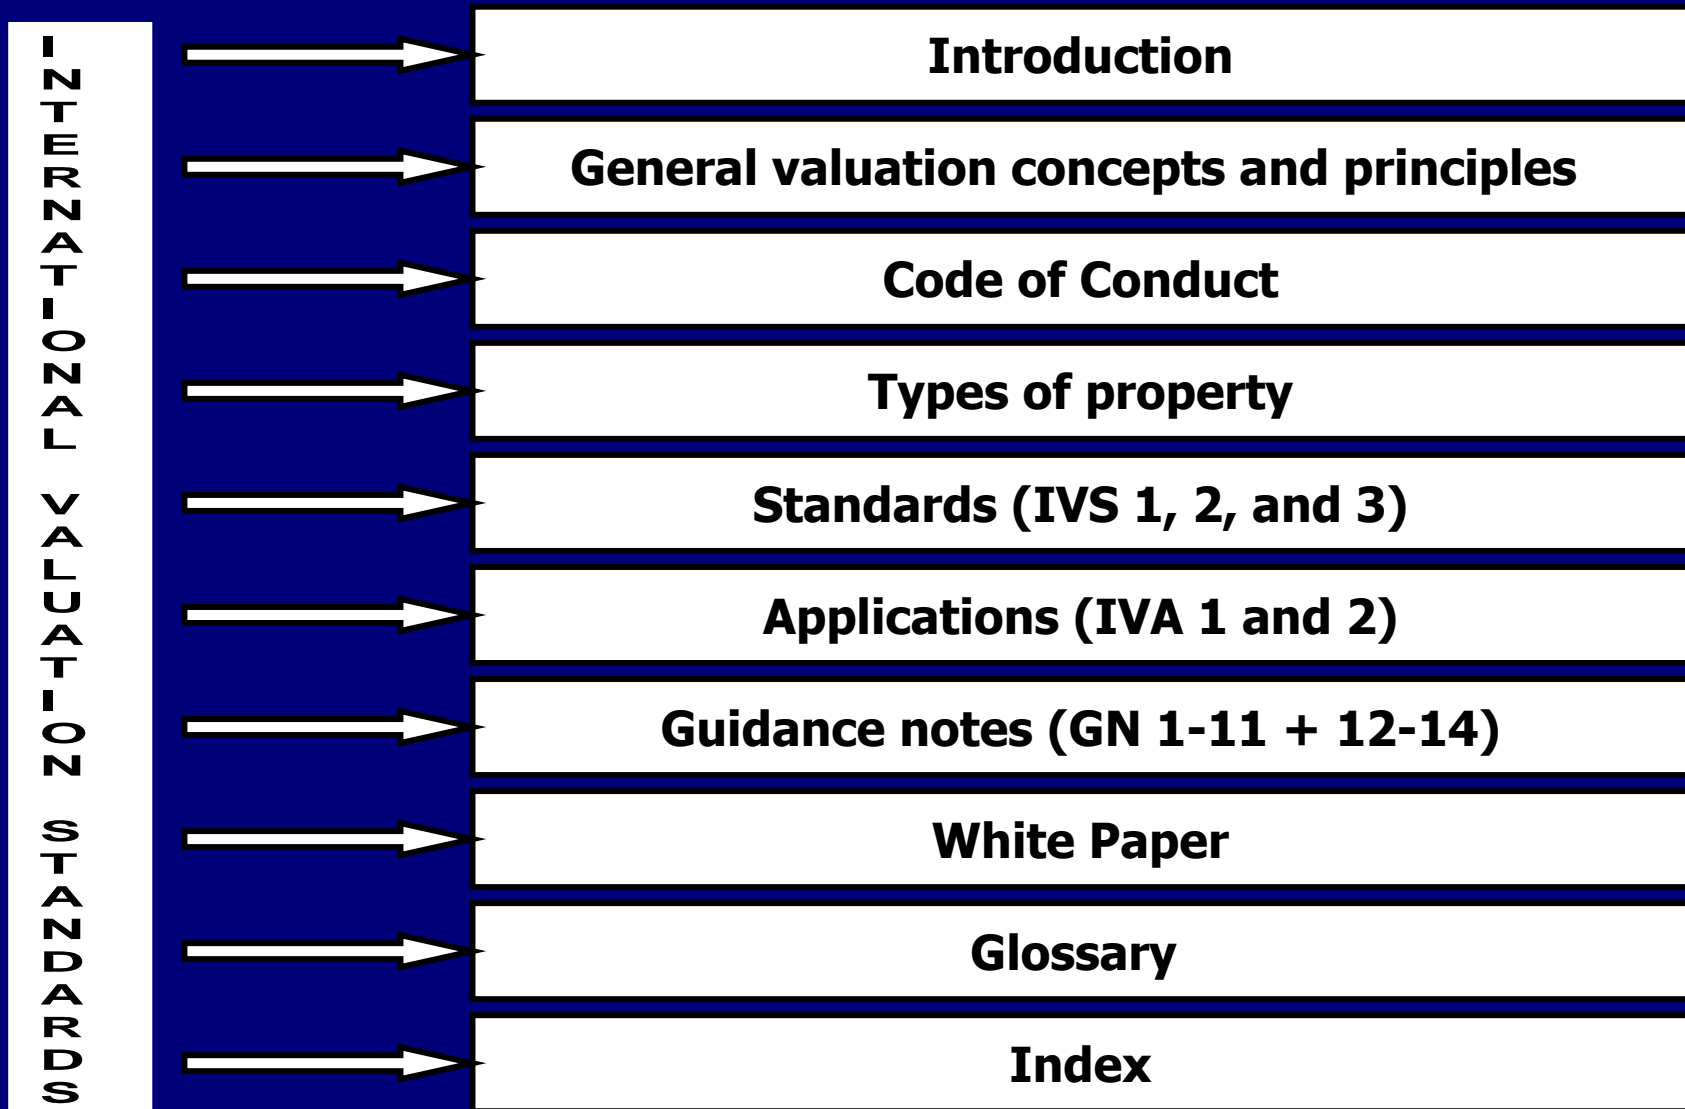 INTERNATIONAL VALUATION STANDARDS
Introduction
General valuation concepts and principles
Code of Conduct
Types of property
Standards (IVS 1, 2, and 3)
Applications (IVA 1 and 2)
Guidance notes (GN 1-11 + 12-14)
White Paper
Glossary
Index